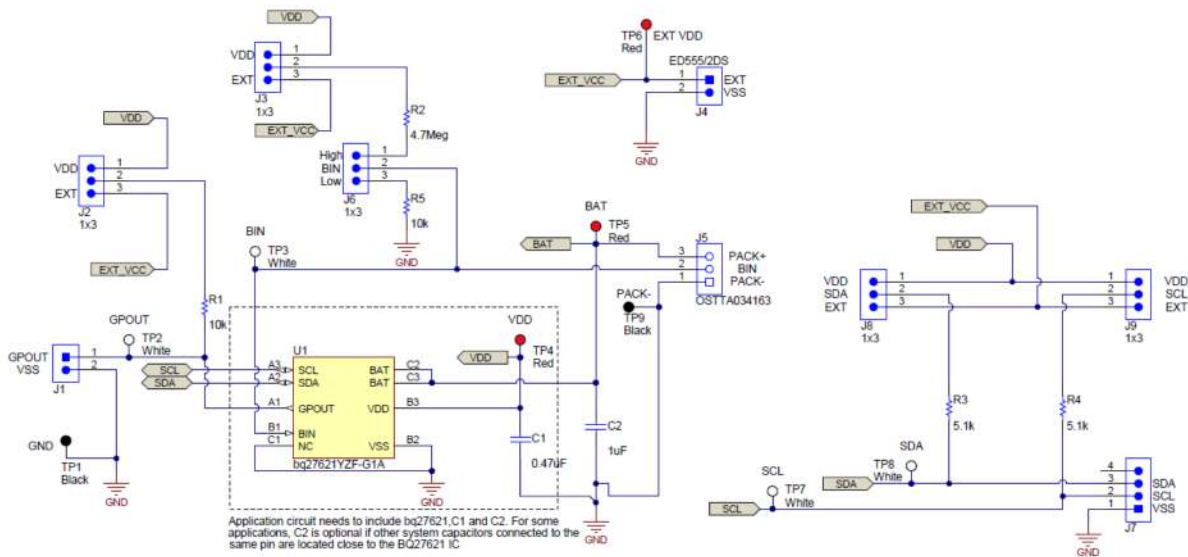 VDD
VDD
EXT
1
2
3
J3
1x3
EXT_VCC
R2
4.7Meg
TP6
Red
EXT VDD
ED555/2DS
EXT_VCC
1
2
EXT
VSS
J4
GND
VDD
VDD
EXT
1
2
3
J2
1x3
EXT_VCC
High
BIN
Low
1
2
3
J6
1x3
R5
10k
GND
BIN
TP3
White
BAT
TP5
Red
BAT
J5
3
2
1
PACK+
BIN
PACK-
OSTTA034163
PACK-
TP9
Black
EXT_VCC
VDD
VDD
SDA
EXT
1
2
3
J8
1x3
1
2
3
VDD
SCL
EXT
J9
1x3
R1
10k
GPOUT
TP2
White
GPOUT
VSS
1
2
J1
SCL
SDA
GND
TP1
Black
GND
U1
A3
A2
A1
B1
C1
SCL
SDA
GPOUT
BIN
NC
BAT
BAT
VDD
VSS
C2
C3
B3
B2
bq27621YZF-G1A
GND
VDD
VDD
TP4
Red
C1
0.47uF
C2
1uF
GND
R3
5.1k
R4
5.1k
SDA
TP8
White
SDA
SCL
TP7
White
SCL
4
3
2
1
SDA
SCL
VSS
J7
GND
Application circuit needs to include bq27621,C1 and C2. For some
applications, C2 is optional if other system capacitors connected to the
same pin are located close to the BQ27621 IC